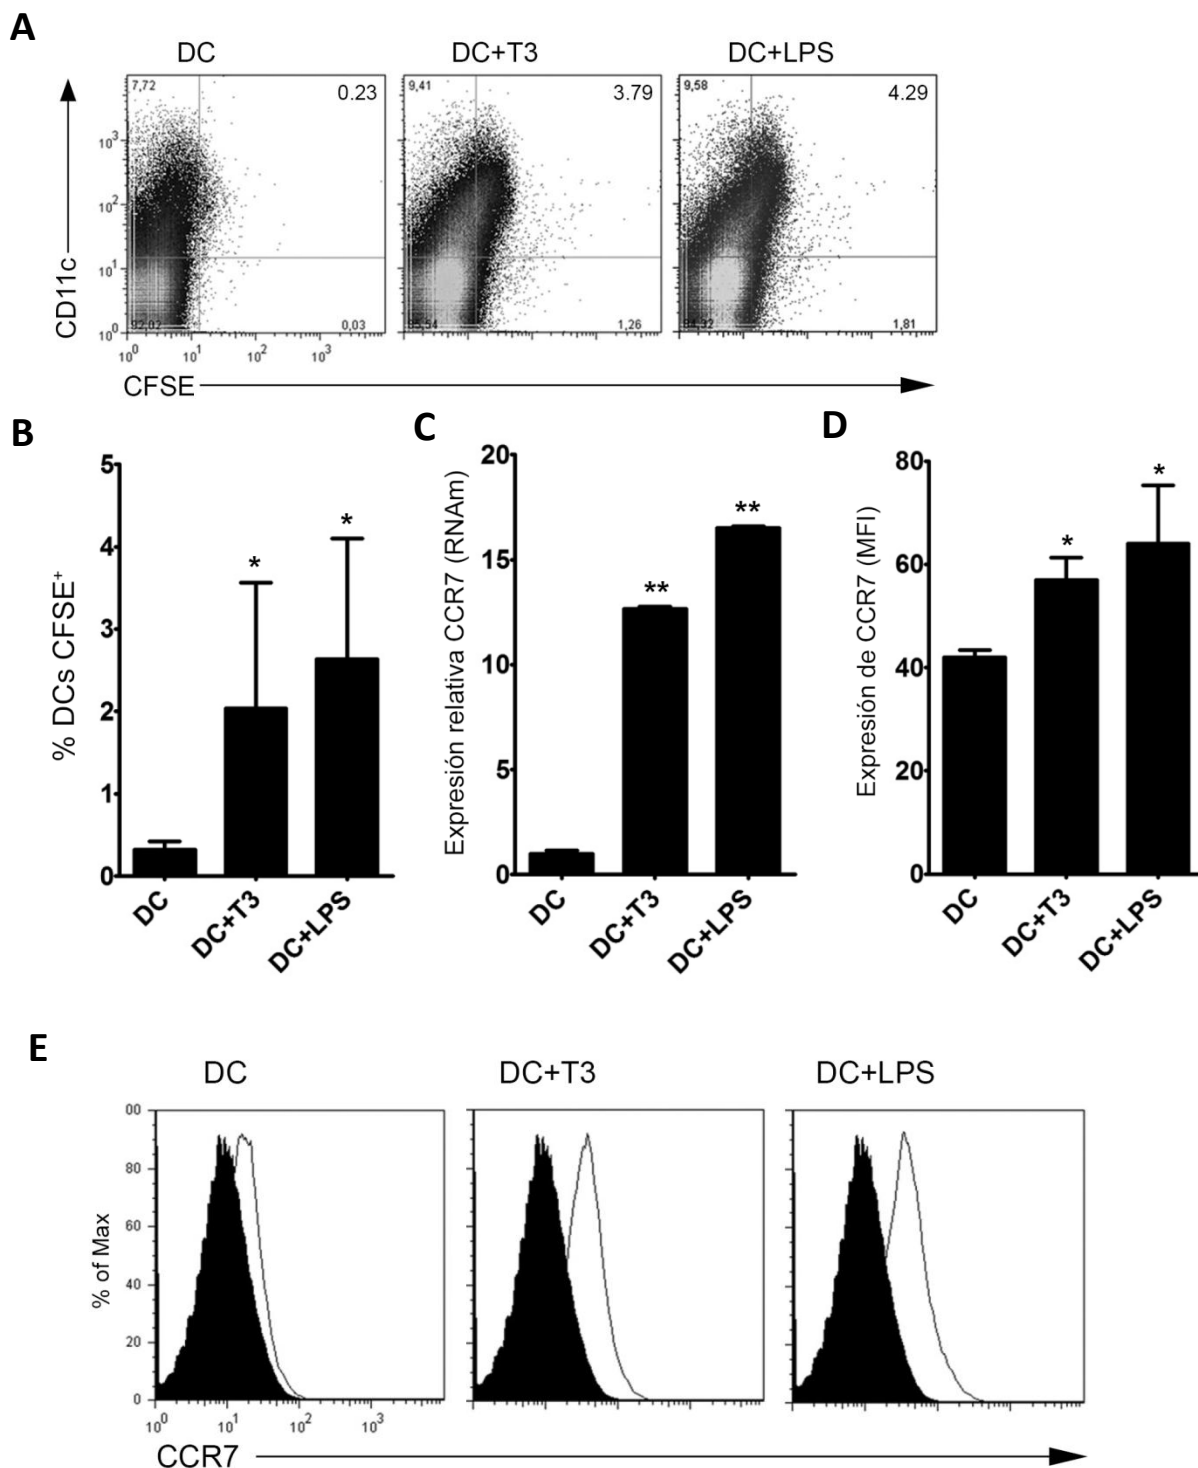 A
DC DC+T3 DC+LPS
7,72 0.23 9,41 3.79 9,58 4.29
10³
10²
10¹
10⁰
CD11c
92,02 0,03 85,54 1,26 1,81
10⁰ 10¹ 10² 10³
CFSE
B
5
4
3
2
1
0
% DCs CFSE⁺
* *
DC DC+T3 DC+LPS
C
20
15
10
5
0
Expresión relativa CCR7 (RNAm)
** **
DC DC+T3 DC+LPS
D
80
60
40
20
0
Expresión de CCR7 (MFI)
* *
DC DC+T3 DC+LPS
E
DC DC+T3 DC+LPS
00
80
60
40
20
0
% of Max
10⁰ 10¹ 10² 10³
CCR7